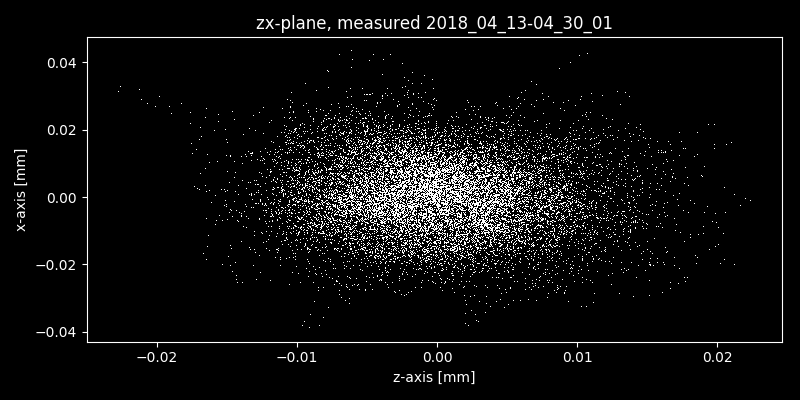 zx-plane, measured 2018_04_13-04_30_01
0.04
0.02
0.00
−0.02
−0.04
x-axis [mm]
−0.02 −0.01 0.00 0.01 0.02
z-axis [mm]